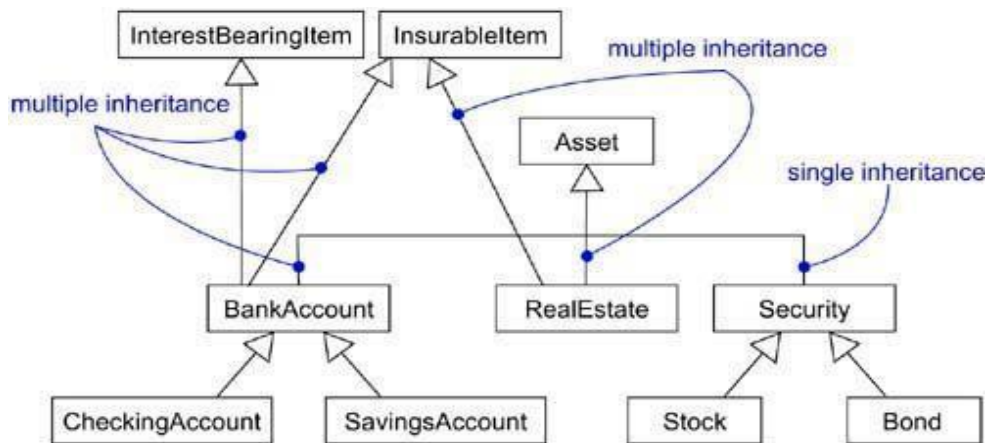 InterestBearingItem
InsurableItem
multiple inheritance
multiple inheritance
Asset
single inheritance
BankAccount
RealEstate
Security
CheckingAccount
SavingsAccount
Stock
Bond